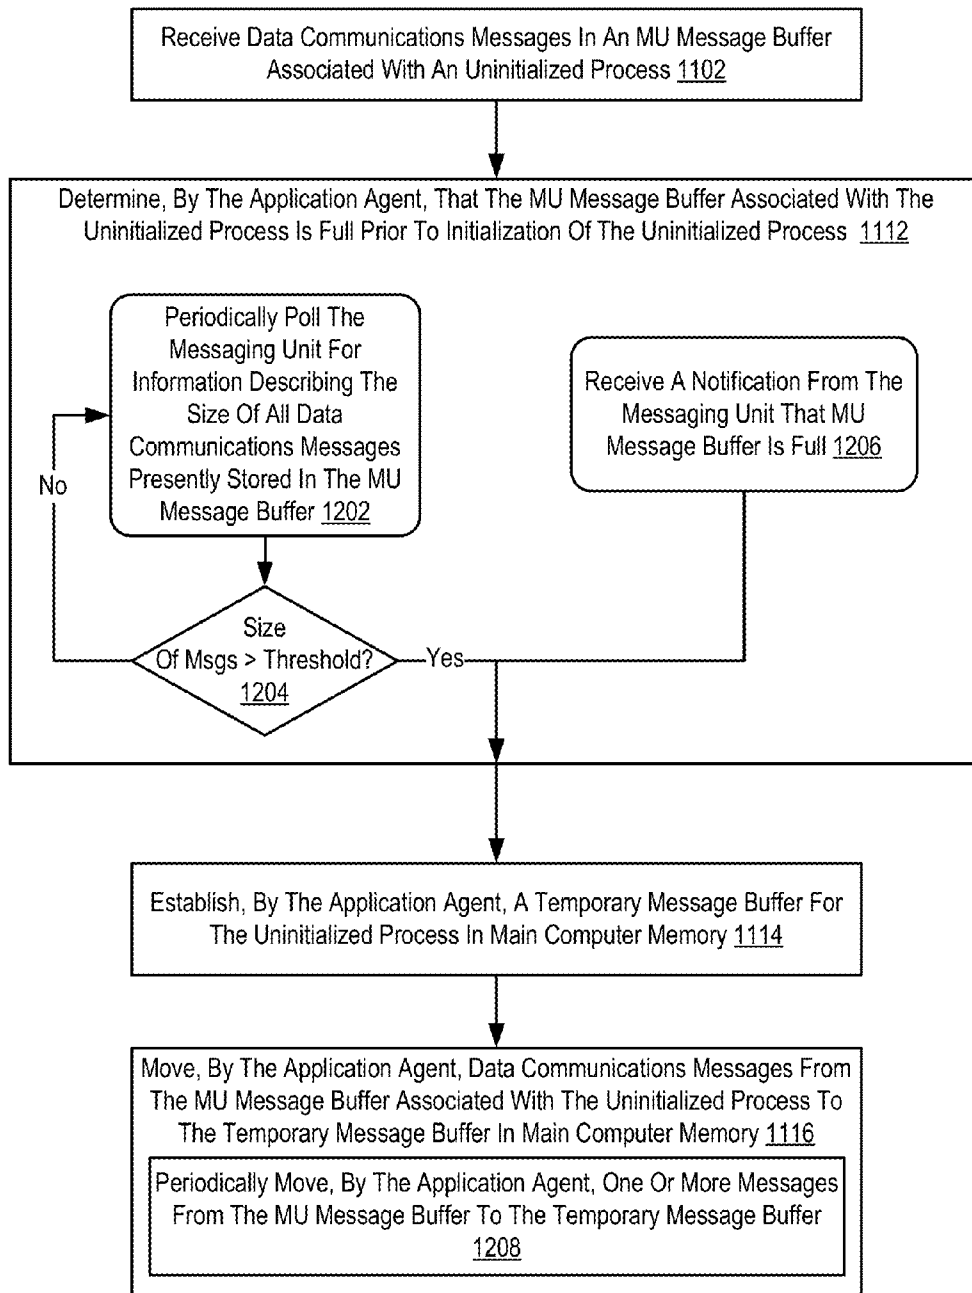 Receive Data Communications Messages In An MU Message Buffer
Associated With An Uninitialized Process 1102
Determine, By The Application Agent, That The MU Message Buffer Associated With The
Uninitialized Process Is Full Prior To Initialization Of The Uninitialized Process 1112
Periodically Poll The
Messaging Unit For
Information Describing The
Size Of All Data
Communications Messages
Presently Stored In The MU
Message Buffer 1202
Receive A Notification From The
Messaging Unit That MU
Message Buffer Is Full 1206
No
Size
Of Msgs > Threshold?
1204
Yes
Establish, By The Application Agent, A Temporary Message Buffer For
The Uninitialized Process In Main Computer Memory 1114
Move, By The Application Agent, Data Communications Messages From
The MU Message Buffer Associated With The Uninitialized Process To
The Temporary Message Buffer In Main Computer Memory 1116
Periodically Move, By The Application Agent, One Or More Messages
From The MU Message Buffer To The Temporary Message Buffer
1208